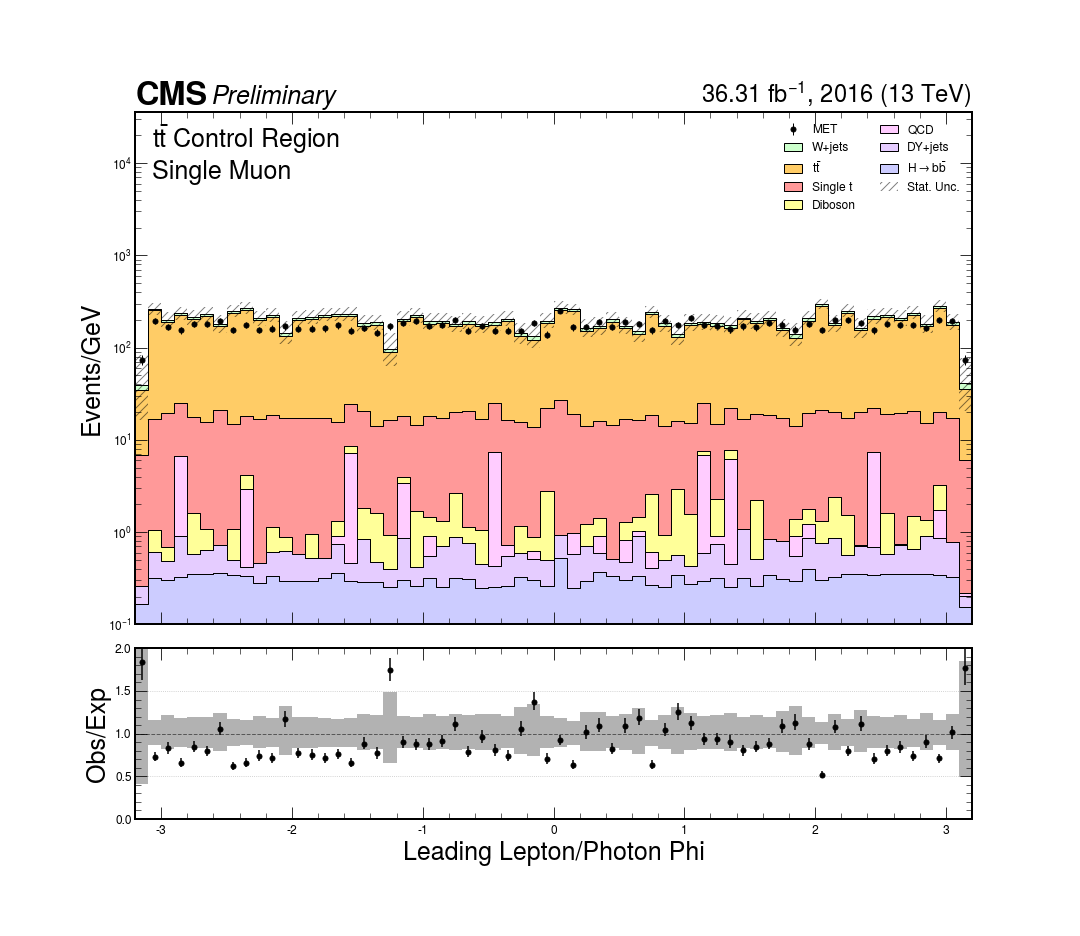 CMS Preliminary
36.31 fb⁻¹, 2016 (13 TeV)
tt̄ Control Region
Single Muon
MET
W+jets
tt̄
Single t
Diboson
QCD
DY+jets
H→bb̄
Stat. Unc.
Events/GeV
10⁴
10³
10²
10¹
10⁰
10⁻¹
Obs/Exp
2.0
1.5
1.0
0.5
0.0
-3 -2 -1 0 1 2 3
Leading Lepton/Photon Phi